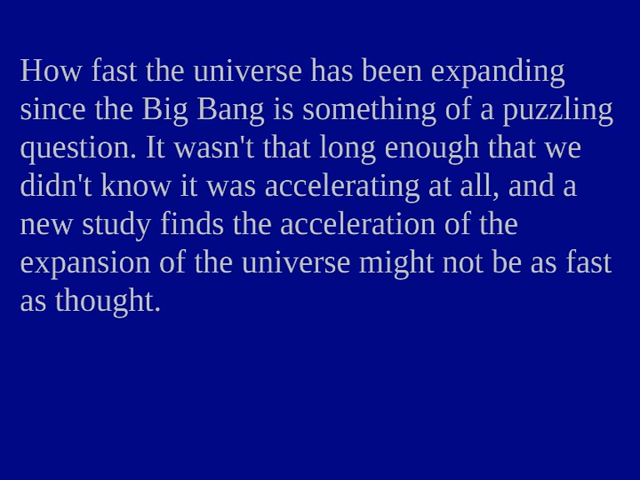 How fast the universe has been expanding
since the Big Bang is something of a puzzling
question. It wasn't that long enough that we
didn't know it was accelerating at all, and a
new study finds the acceleration of the
expansion of the universe might not be as fast
as thought.